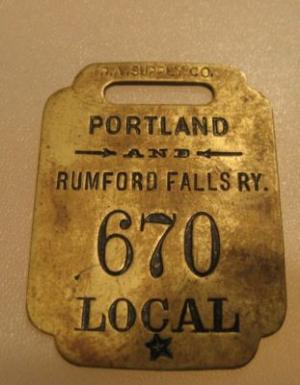 SUPPLY CO.
PORTLAND
AND
RUMFORD FALLS RY.
670
LOCAL